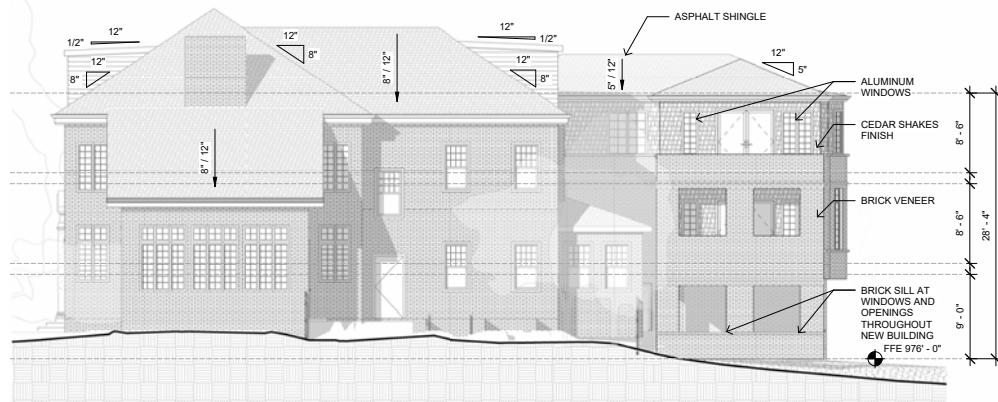 ASPHALT SHINGLE
12"
1/2"
12"
8"
12"
8"
8" / 12"
12"
1/2"
12"
8"
5" / 12"
12"
5"
8" / 12"
ALUMINUM
WINDOWS
CEDAR SHAKES
FINISH
BRICK VENEER
BRICK SILL AT
WINDOWS AND
OPENINGS
THROUGHOUT
NEW BUILDING
FFE 976' - 0"
8' - 6"
8' - 6"
9' - 0"
28' - 4"